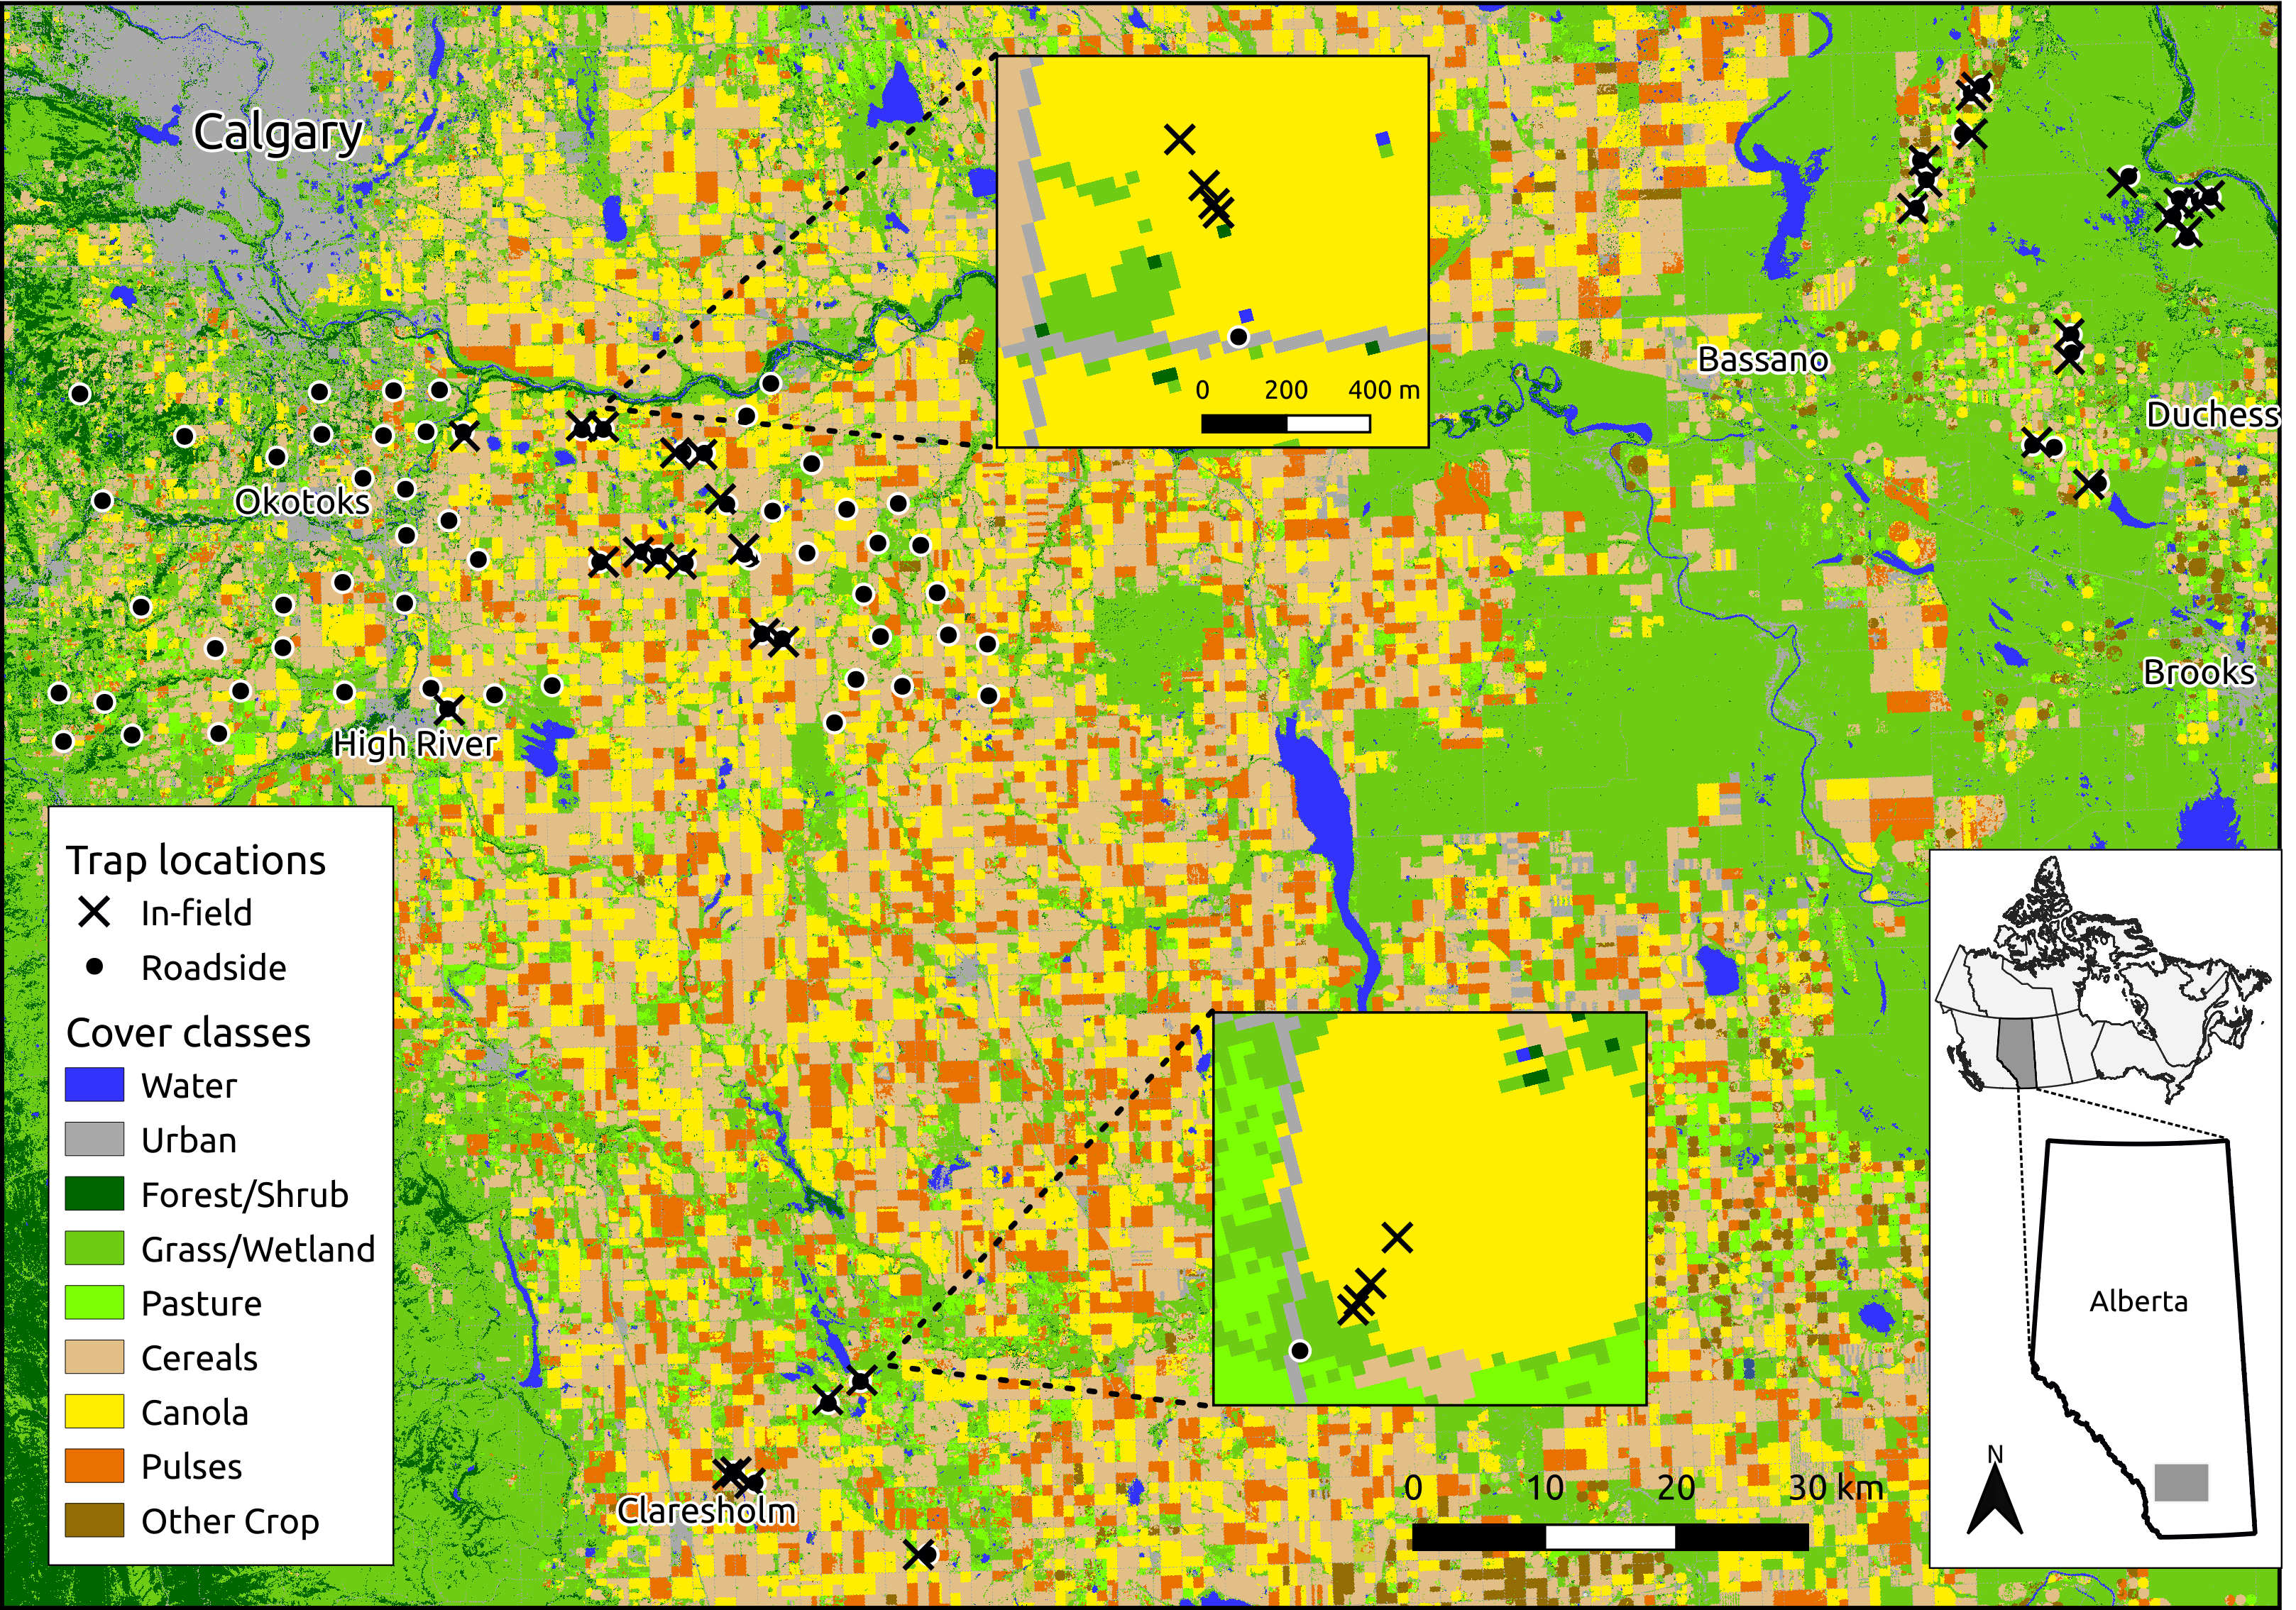 Calgary
0 200 400 m
Bassano
Duchess
Okotoks
Brooks
High River
Trap locations
In-field
Roadside
Cover classes
Water
Urban
Forest/Shrub
Grass/Wetland
Pasture
Cereals
Canola
Pulses
Other Crop
Alberta
N
0 10 20 30 km
Claresholm